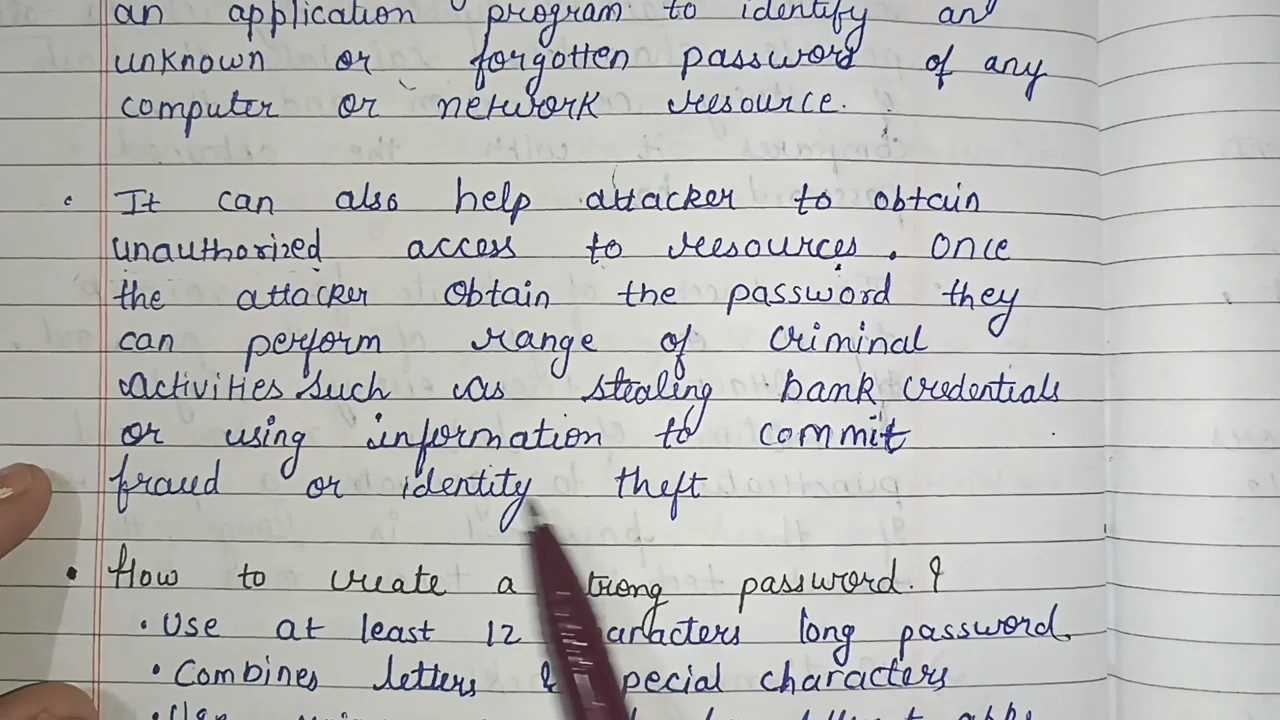 an application program to identify an
unknown or forgotten password of any
computer or network resource.
• It can also help attacker to obtain
unauthorized access to resources. Once
the attacker obtain the password they
can perform range of criminal
activities such as stealing bank credentials
or using information to commit
fraud or identity theft
• How to create a trong password. ?
• Use at least 12 aracters long password.
• Combines letters & pecial characters